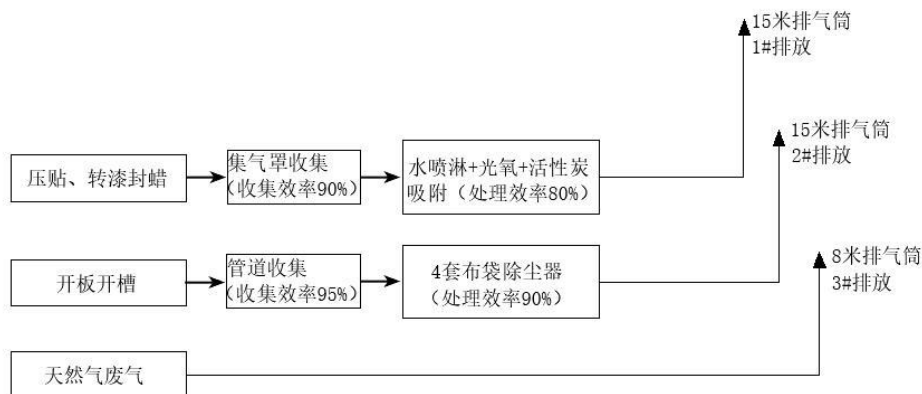 15米排气筒
1#排放
15米排气筒
2#排放
压贴、转漆封蜡
集气罩收集
(收集效率90%)
水喷淋+光氧+活性炭
吸附（处理效率80%）
开板开槽
管道收集
(收集效率95%)
4套布袋除尘器
（处理效率90%）
8米排气筒
3#排放
天然气废气